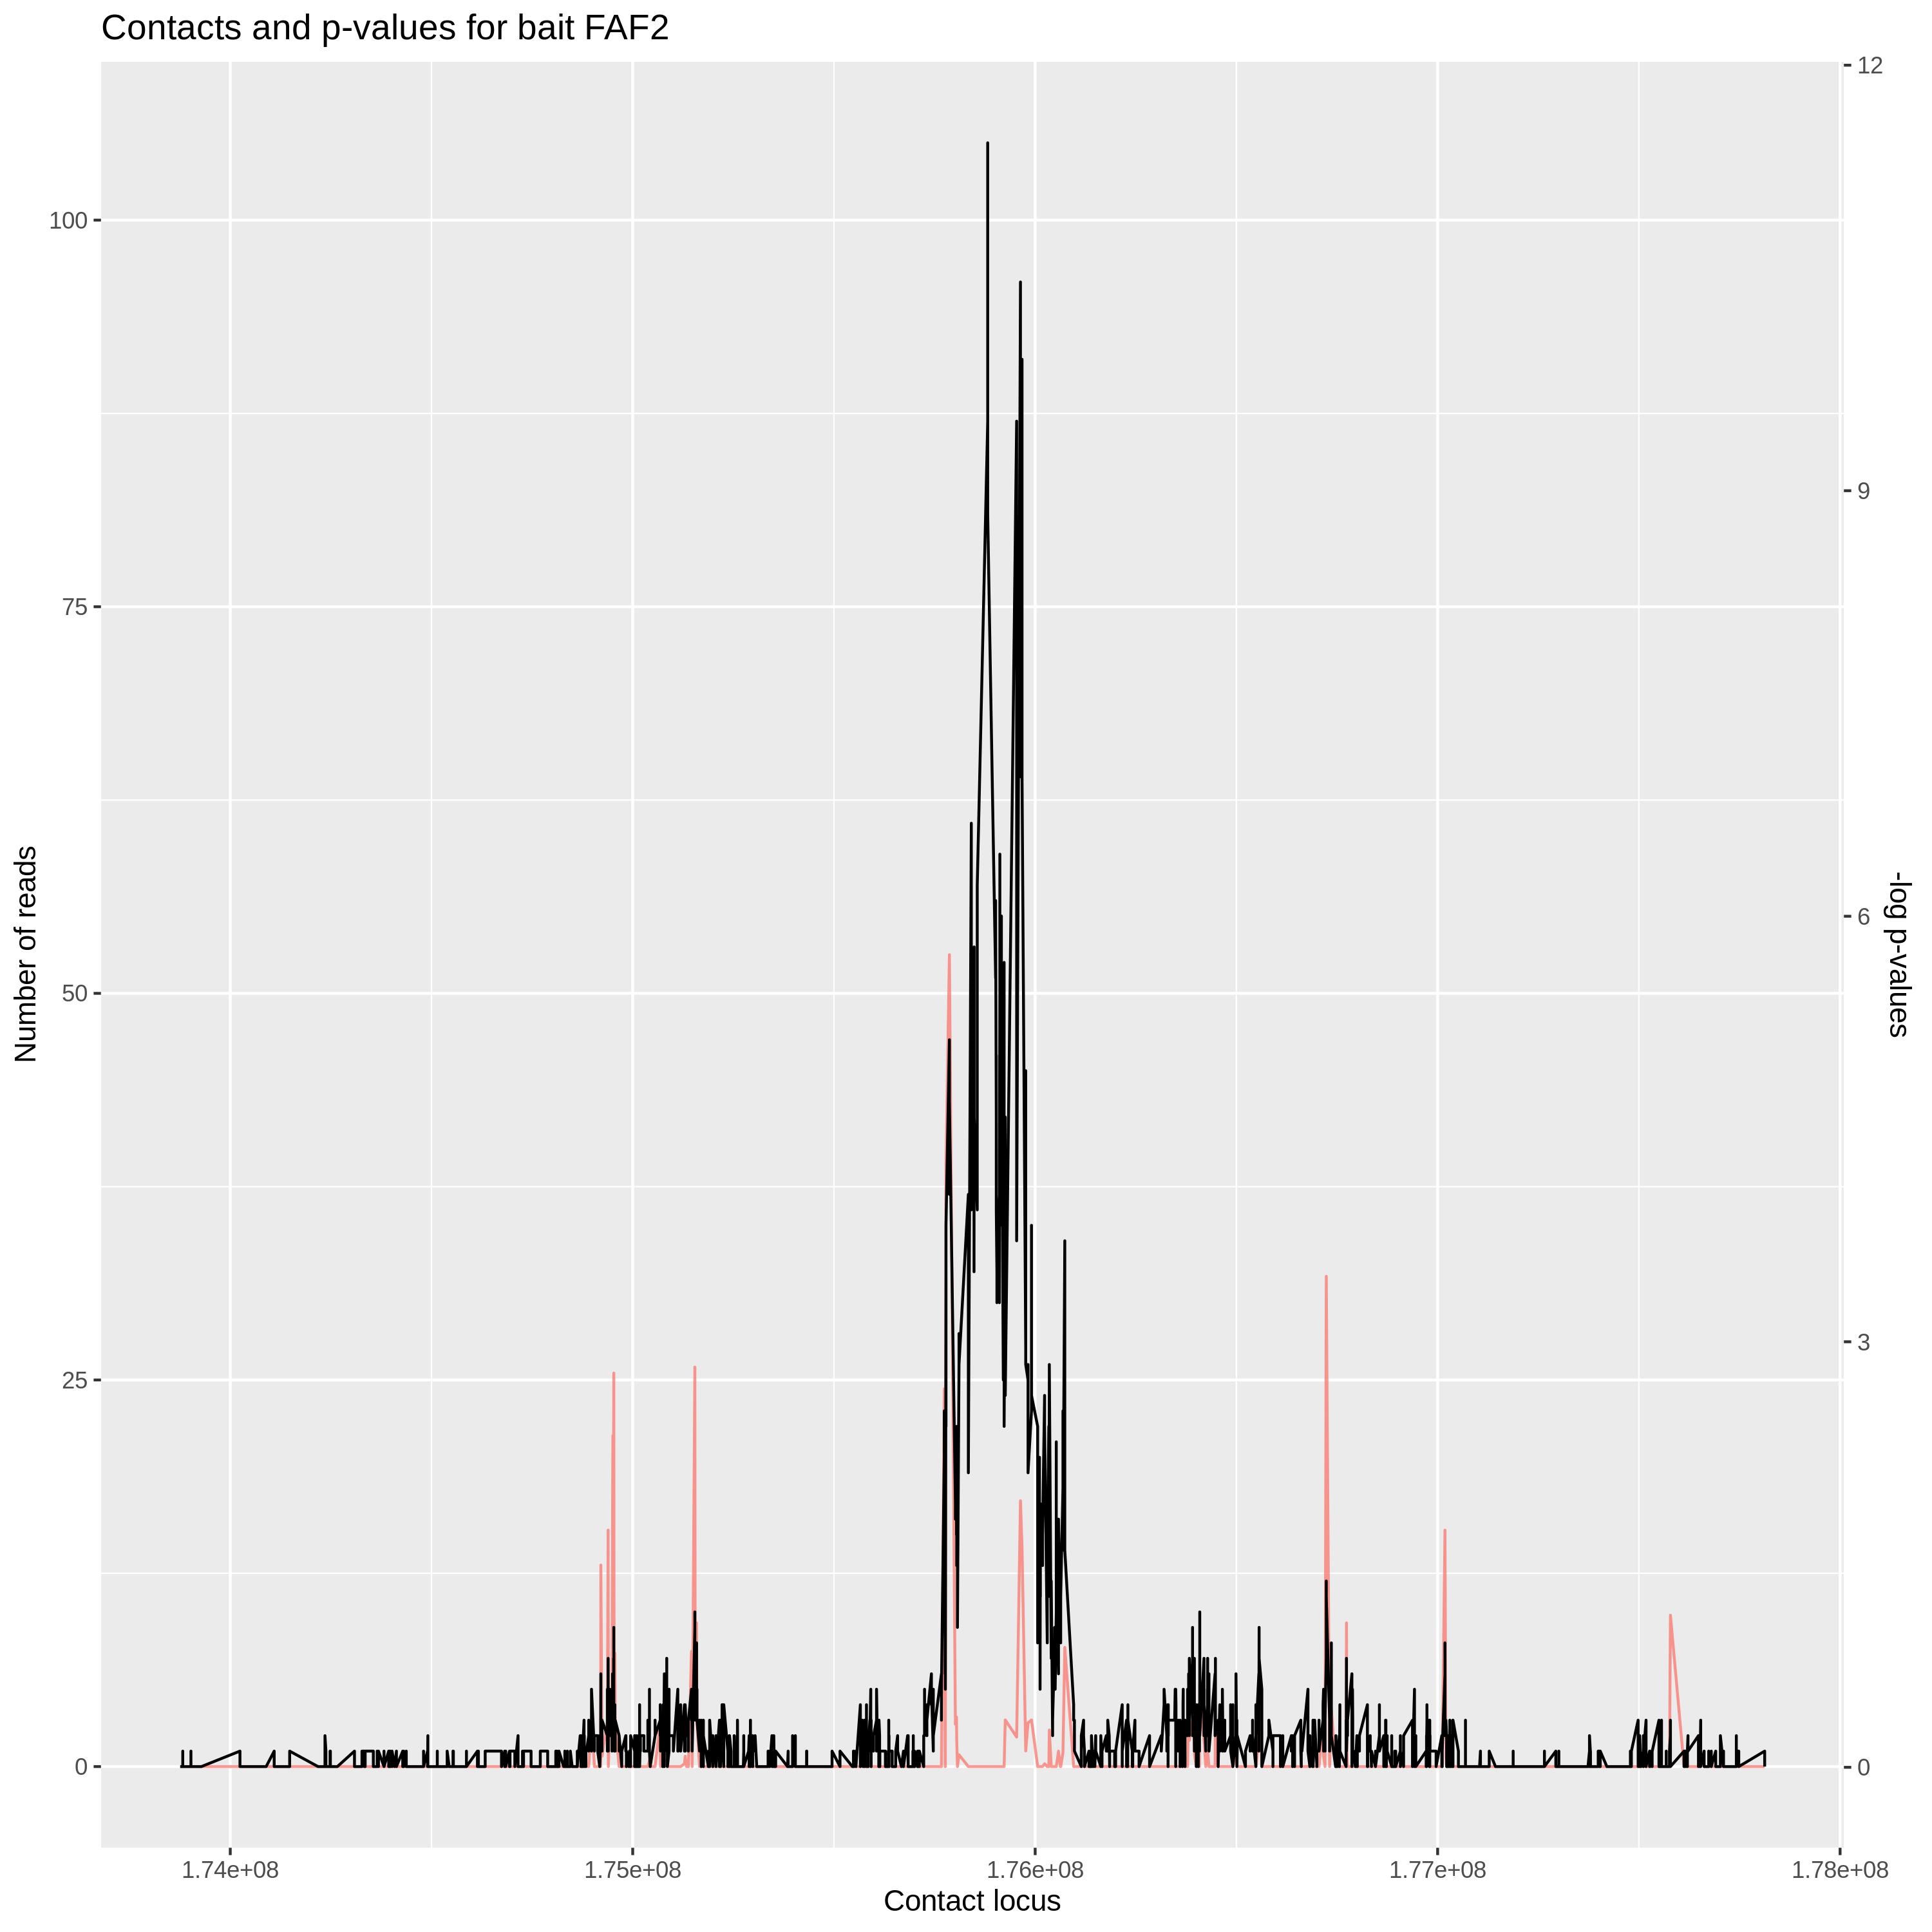 Contacts and p-values for bait FAF2
12
100
9
75
Number of reads
6
-log p-values
50
3
25
0
0
1.74e+08
1.75e+08
1.76e+08
1.77e+08
1.78e+08
Contact locus